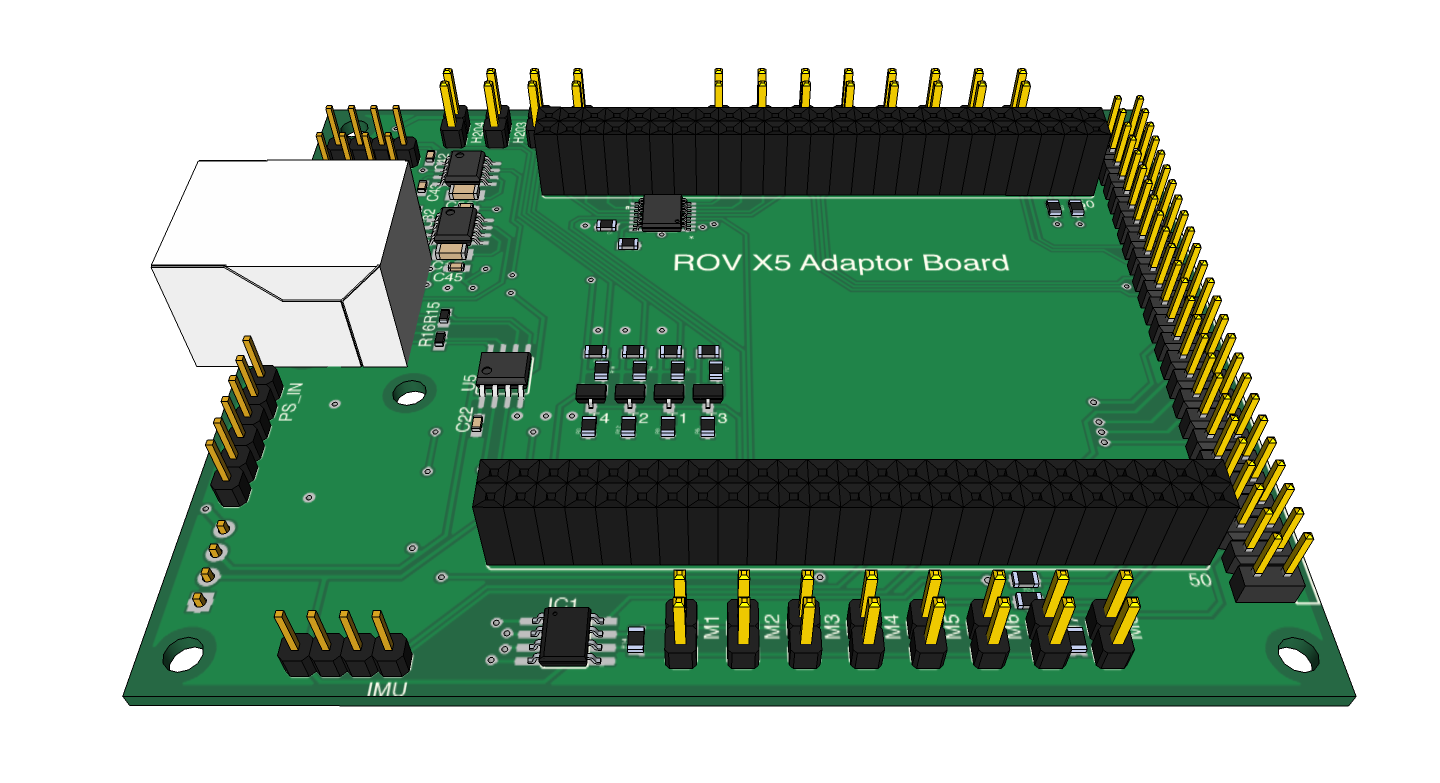 H204
H203
C45
ROV X5 Adaptor Board
R16R15
U5
PS_IN
C22
4
2
1
3
50
IC1
M1
M2
M3
M4
M5
M6
IMU